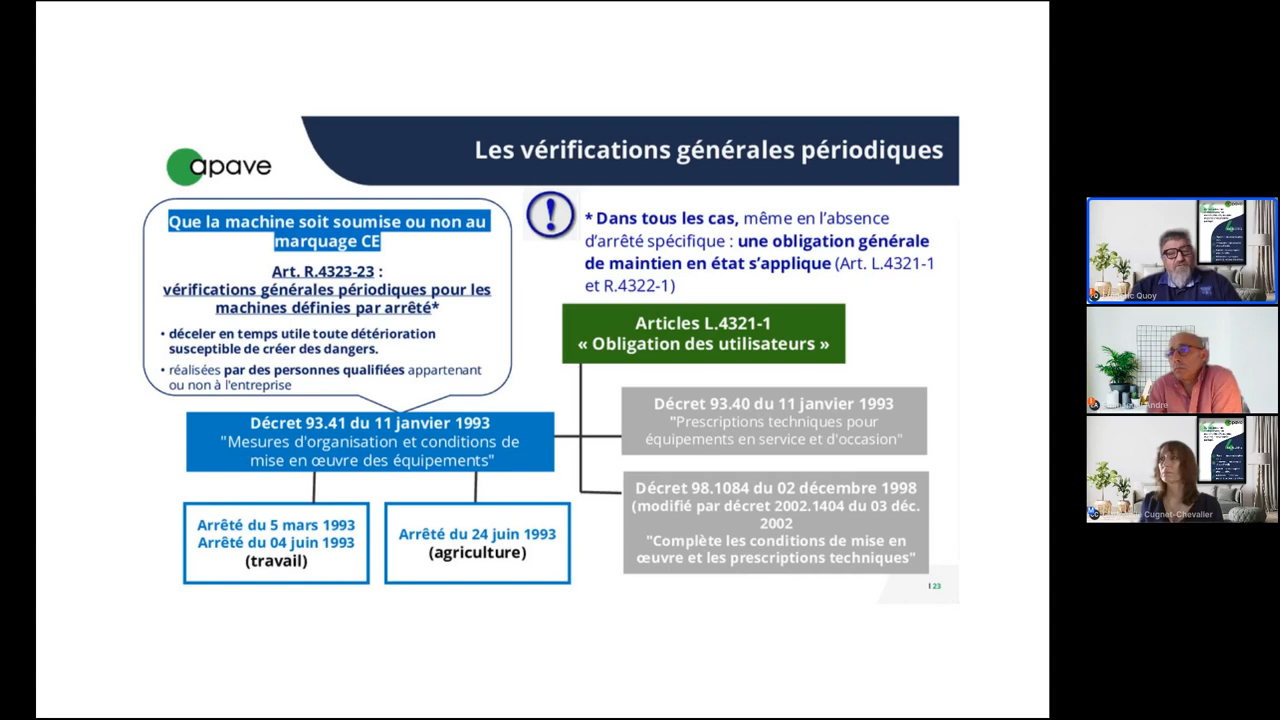 apave
Les vérifications générales périodiques
Que la machine soit soumise ou non au
marquage CE
Art. R.4323-23 :
vérifications générales périodiques pour les
machines définies par arrêté*
• déceler en temps utile toute détérioration
susceptible de créer des dangers.
• réalisées par des personnes qualifiées appartenant
ou non à l'entreprise
* Dans tous les cas, même en l'absence
d'arrêté spécifique : une obligation générale
de maintien en état s'applique (Art. L.4321-1
et R.4322-1)
Articles L.4321-1
« Obligation des utilisateurs »
Décret 93.41 du 11 janvier 1993
"Mesures d'organisation et conditions de
mise en œuvre des équipements"
Décret 93.40 du 11 janvier 1993
"Prescriptions techniques pour
équipements en service et d'occasion"
Décret 98.1084 du 02 décembre 1998
(modifié par décret 2002.1404 du 03 déc.
2002
"Complète les conditions de mise en
œuvre et les prescriptions techniques"
Arrêté du 5 mars 1993
Arrêté du 04 juin 1993
(travail)
Arrêté du 24 juin 1993
(agriculture)
I 23
Quoy
André
Cugnet-Chevallier